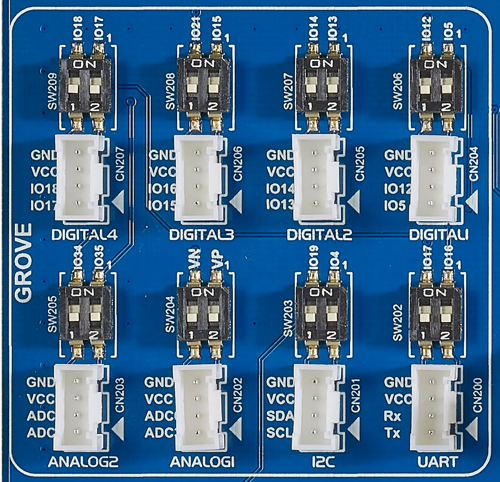 GROVE
IO18 IO17 1
ON
SW209
1 2
GND
VCC
IO18
IO17
CN207
DIGITAL4
IO21 IO15 1
ON
SW208
1 2
GND
VCC
IO16
IO15
CN206
DIGITAL3
IO14 IO13 1
ON
SW207
1 2
GND
VCC
IO14
IO13
CN205
DIGITAL2
IO12 IO5 1
ON
SW206
1 2
GND
VCC
IO12
IO5
CN204
DIGITAL1
IO34 IO35 1
ON
SW205
1 2
GND
VCC
ADC
ADC
CN203
ANALOG2
VN VP 1
ON
SW204
1 2
GND
VCC
CN202
ANALOG1
IO19 IO4 1
ON
SW203
1 2
GND
VCC
SDA
SCL
CN201
I2C
IO17 IO16 1
ON
SW202
1 2
GND
VCC
Rx
Tx
CN200
UART